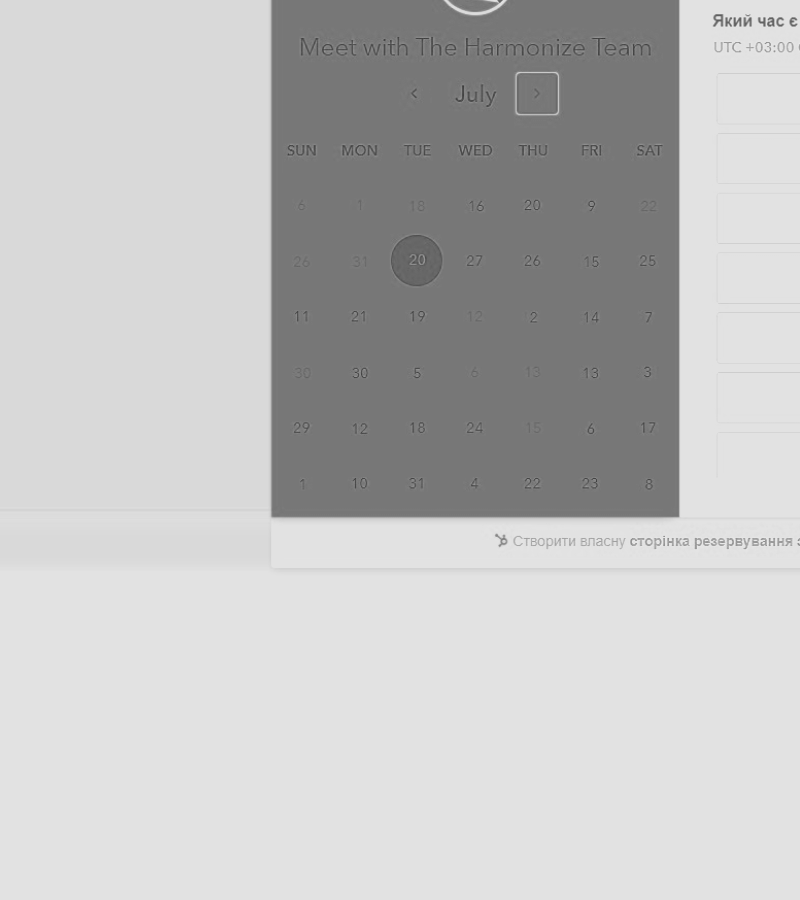 Meet with The Harmonize Team
July
SUN MON TUE WED THU FRI SAT
6 1 18 16 20 9 22
26 31 20 27 26 15 25
11 21 19 12 2 14 7
30 30 5 6 13 13 3
29 12 18 24 15 6 17
1 10 31 4 22 23 8
Який час є
UTC +03:00
Створити власну сторінка резервування з